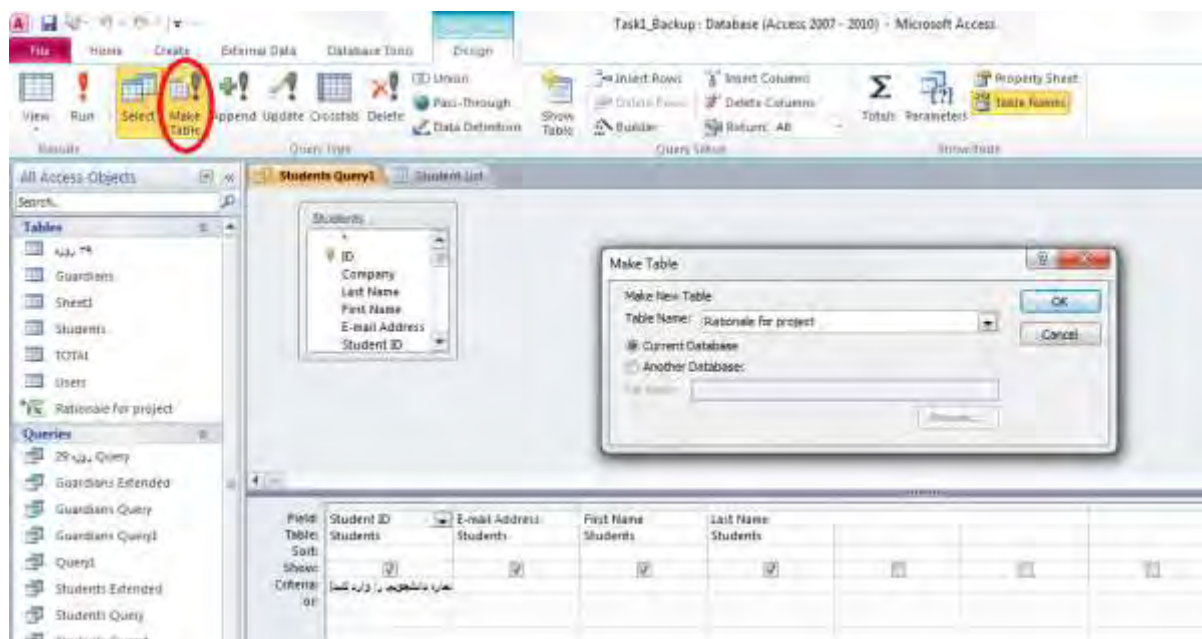 Task1_Backup : Database (Access 2007 - 2010) - Microsoft Access
File Home Create External Data Database Tools Design
View Run Select Make Table Append Update Crosstab Delete
Union
Pass-Through
Data Definition
Show Table
Insert Rows
Delete Rows
Builder
Insert Columns
Delete Columns
Return: All
Totals Parameters
Property Sheet
Table Names
Results Query Type Query Setup Show/Hide
All Access Objects
Search...
Tables
Guardians
Sheet1
Students
TOTAL
Users
Rationale for project
Queries
29 Query
Guardians Extended
Guardians Query
Guardians Query1
Query1
Students Extended
Students Query
Students Query1
Student List
Students
*
ID
Company
Last Name
First Name
E-mail Address
Student ID
Make Table
Make New Table
Table Name: Rationale for project
Current Database
Another Database:
File Name:
Browse...
OK
Cancel
Field: Student ID E-mail Address First Name Last Name
Table: Students Students Students Students
Sort:
Show:
Criteria: دانشجویی را وارد کنید]
or: